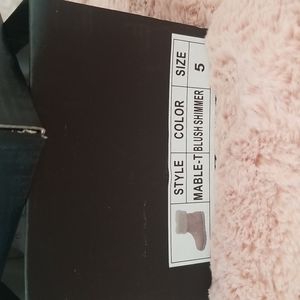 STYLE COLOR SIZE
MABLE-T BLUSH SHIMMER 5